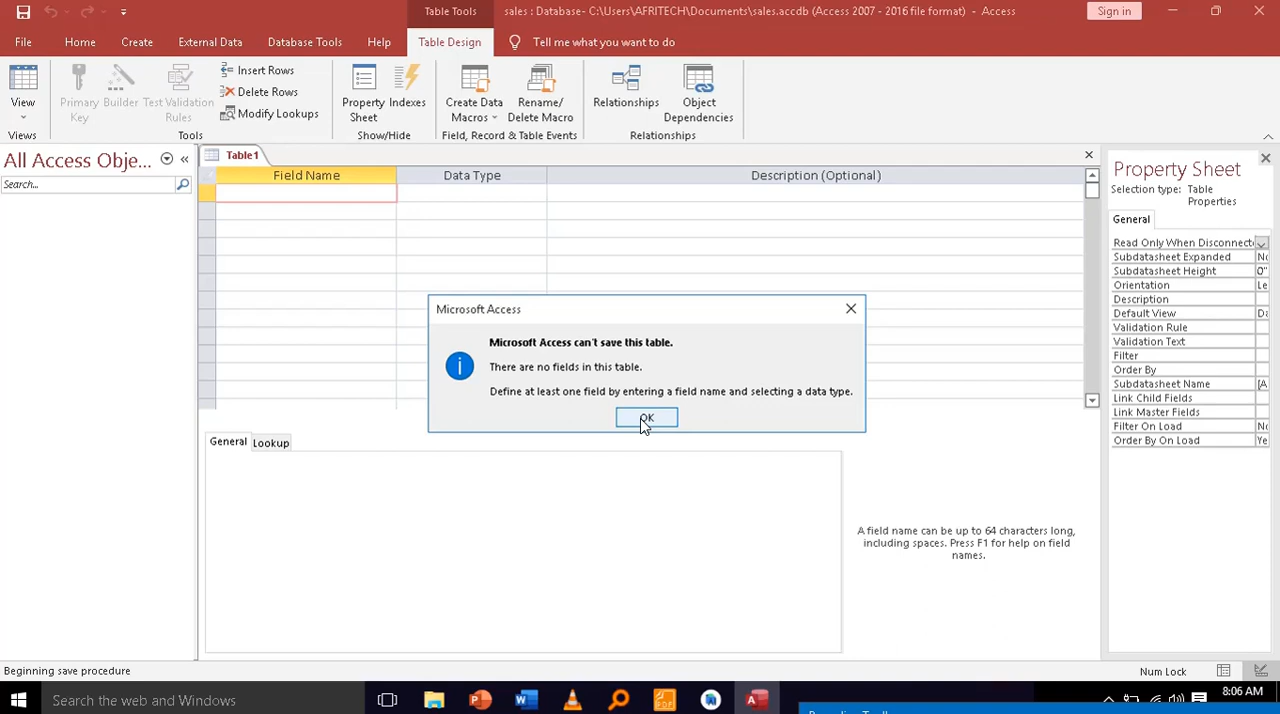 Table Tools
sales : Database- C:\Users\AFRITECH\Documents\sales.accdb (Access 2007 - 2016 file format) - Access
Sign in
File Home Create External Data Database Tools Help Table Design Tell me what you want to do
View
Primary Key
Builder
Test Validation Rules
Insert Rows
Delete Rows
Modify Lookups
Property Sheet
Indexes
Create Data Macros
Rename/ Delete Macro
Relationships
Object Dependencies
Views
Tools
Show/Hide
Field, Record & Table Events
Relationships
All Access Obje...
Search...
Table1
Field Name Data Type Description (Optional)
Microsoft Access
Microsoft Access can't save this table.
There are no fields in this table.
Define at least one field by entering a field name and selecting a data type.
OK
General Lookup
A field name can be up to 64 characters long,
including spaces. Press F1 for help on field
names.
Property Sheet
Selection type: Table
Properties
General
Read Only When Disconnecte
Subdatasheet Expanded No
Subdatasheet Height 0"
Orientation Le
Description
Default View Da
Validation Rule
Validation Text
Filter
Order By
Subdatasheet Name [A
Link Child Fields
Link Master Fields
Filter On Load No
Order By On Load Ye
Beginning save procedure
Num Lock
Search the web and Windows
8:06 AM